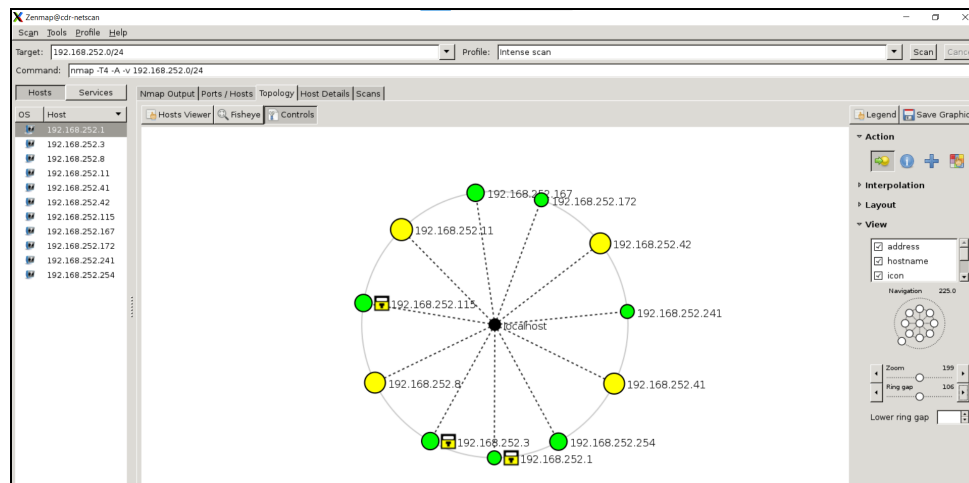 Zenmap@cdr-netscan
Scan Tools Profile Help
Target: 192.168.252.0/24 Profile: Intense scan Scan Cance
Command: nmap -T4 -A -v 192.168.252.0/24
Hosts Services Nmap Output Ports / Hosts Topology Host Details Scans
OS Host
192.168.252.1
192.168.252.3
192.168.252.8
192.168.252.11
192.168.252.41
192.168.252.42
192.168.252.115
192.168.252.167
192.168.252.172
192.168.252.241
192.168.252.254
Hosts Viewer Fisheye Controls
Legend Save Graphic
192.168.252.167
192.168.252.172
192.168.252.11
192.168.252.42
192.168.252.115
192.168.252.241
localhost
192.168.252.8
192.168.252.41
192.168.252.3
192.168.252.254
192.168.252.1
Action
Interpolation
Layout
View
address
hostname
icon
Navigation 225.0
Zoom 199
Ring gap 106
Lower ring gap